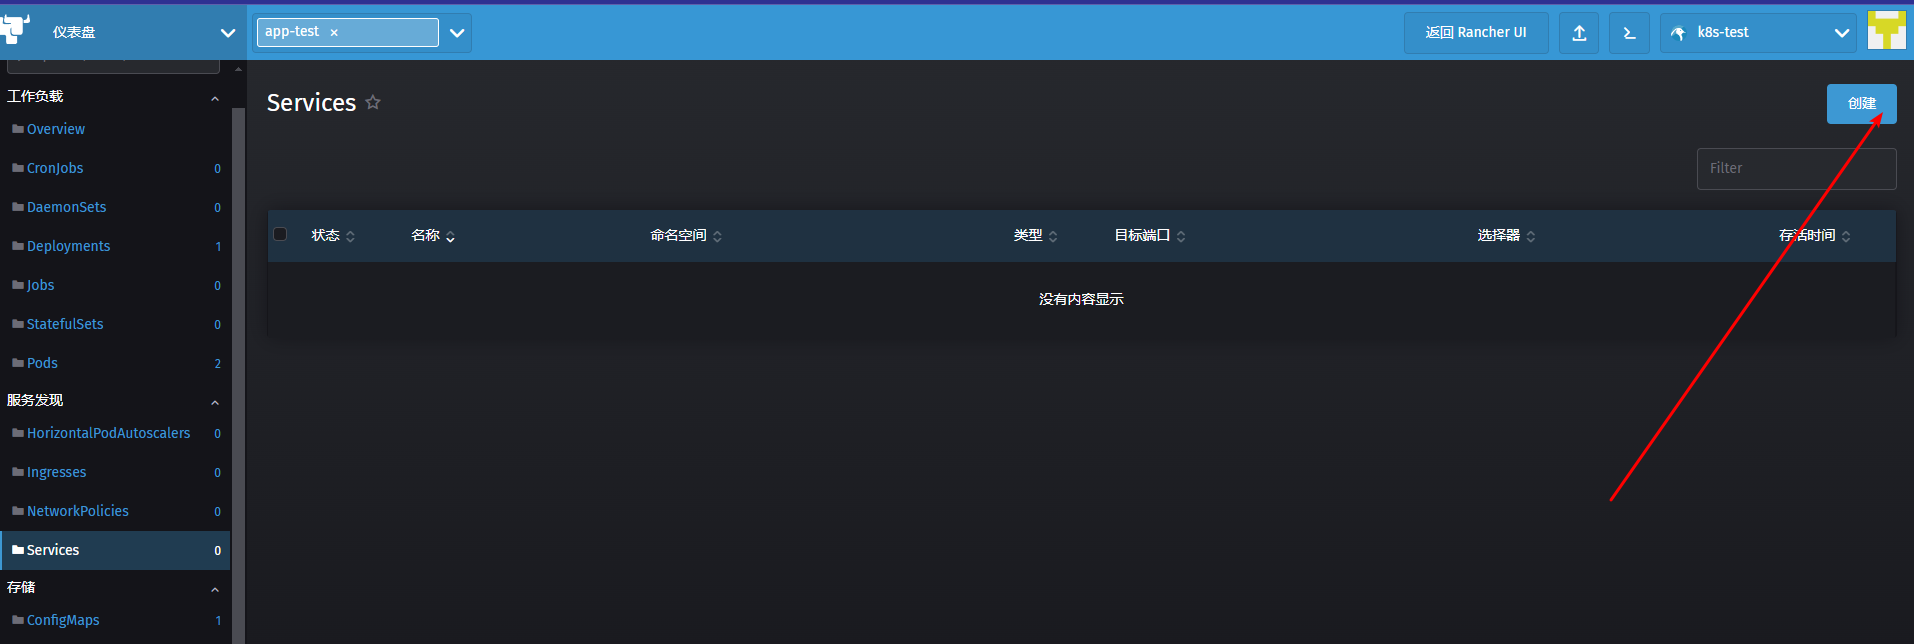 仪表盘
app-test ×
返回 Rancher UI
k8s-test
工作负载
Overview
CronJobs 0
DaemonSets 0
Deployments 1
Jobs 0
StatefulSets 0
Pods 2
服务发现
HorizontalPodAutoscalers 0
Ingresses 0
NetworkPolicies 0
Services 0
存储
ConfigMaps 1
Services
创建
Filter
状态 名称 命名空间 类型 目标端口 选择器 存活时间
没有内容显示